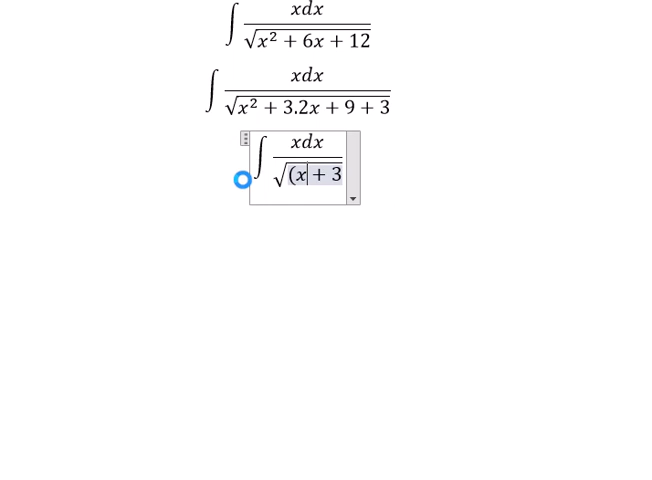 ∫ xdx / √x² + 6x + 12
∫ xdx / √x² + 3.2x + 9 + 3
∫ xdx / √(x + 3